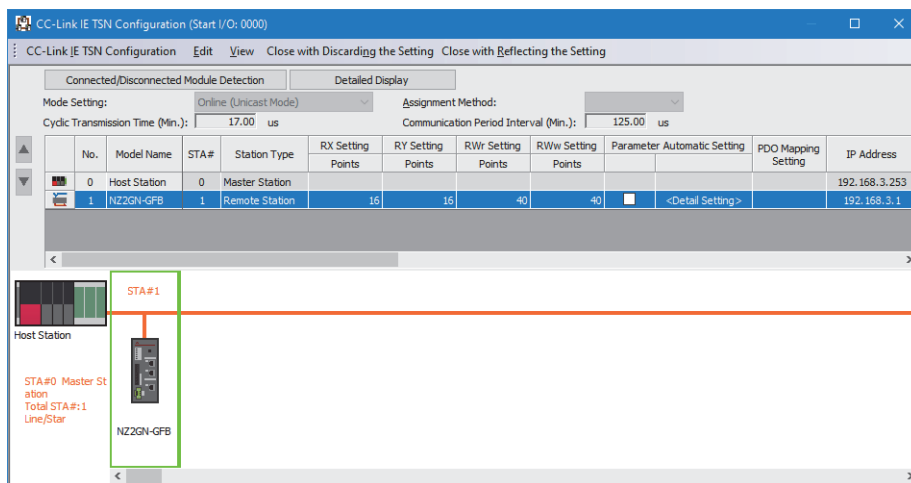 CC-Link IE TSN Configuration (Start I/O: 0000)
CC-Link IE TSN Configuration Edit View Close with Discarding the Setting Close with Reflecting the Setting
Connected/Disconnected Module Detection Detailed Display
Mode Setting: Online (Unicast Mode) Assignment Method:
Cyclic Transmission Time (Min.): 17.00 us Communication Period Interval (Min.): 125.00 us
No. Model Name STA# Station Type RX Setting RY Setting RWr Setting RWw Setting Parameter Automatic Setting PDO Mapping Setting IP Address
Points Points Points Points
0 Host Station 0 Master Station 192.168.3.253
1 NZ2GN-GFB 1 Remote Station 16 16 40 40 <Detail Setting> 192.168.3.1
STA#1
Host Station
STA#0 Master St
ation
Total STA#:1
Line/Star
NZ2GN-GFB